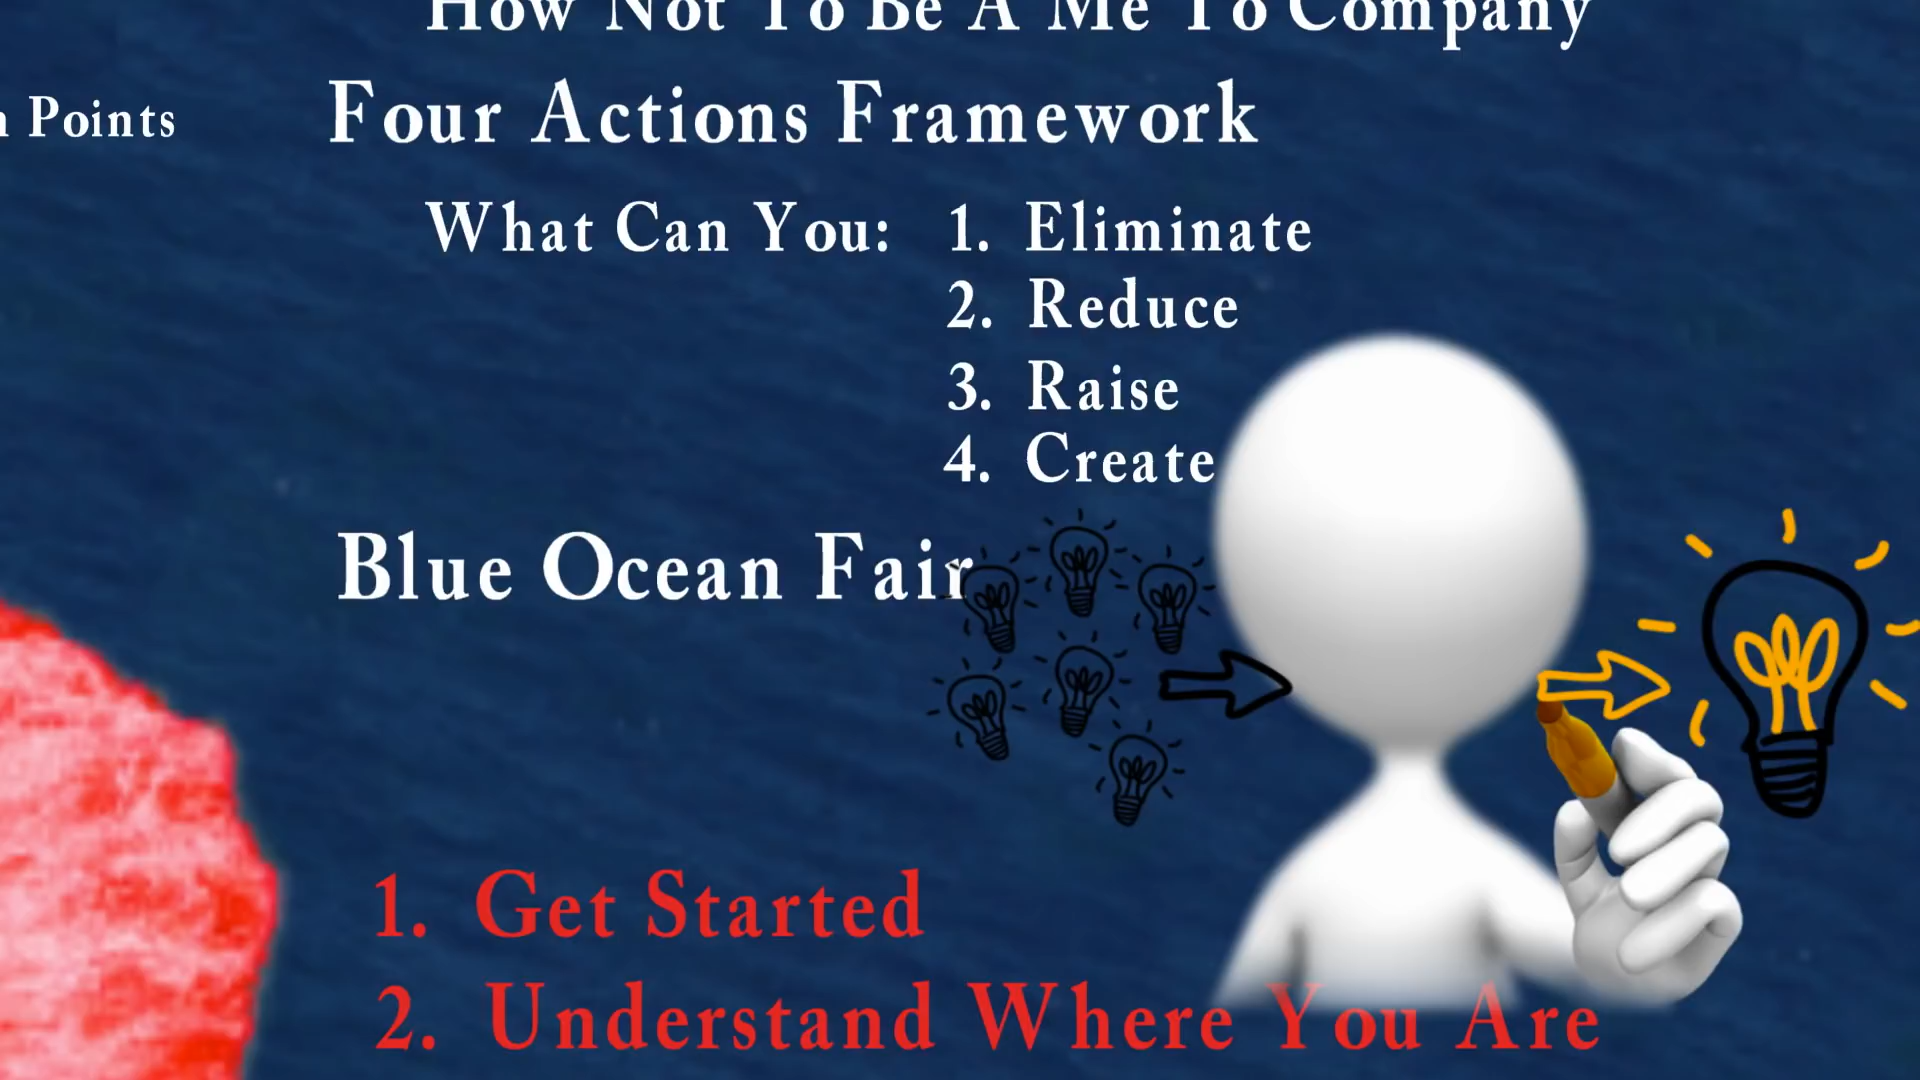 How Not To Be A Me To Company
Points
Four Actions Framework
What Can You: 1. Eliminate
2. Reduce
3. Raise
4. Create
Blue Ocean Fair
1. Get Started
2. Understand Where You Are